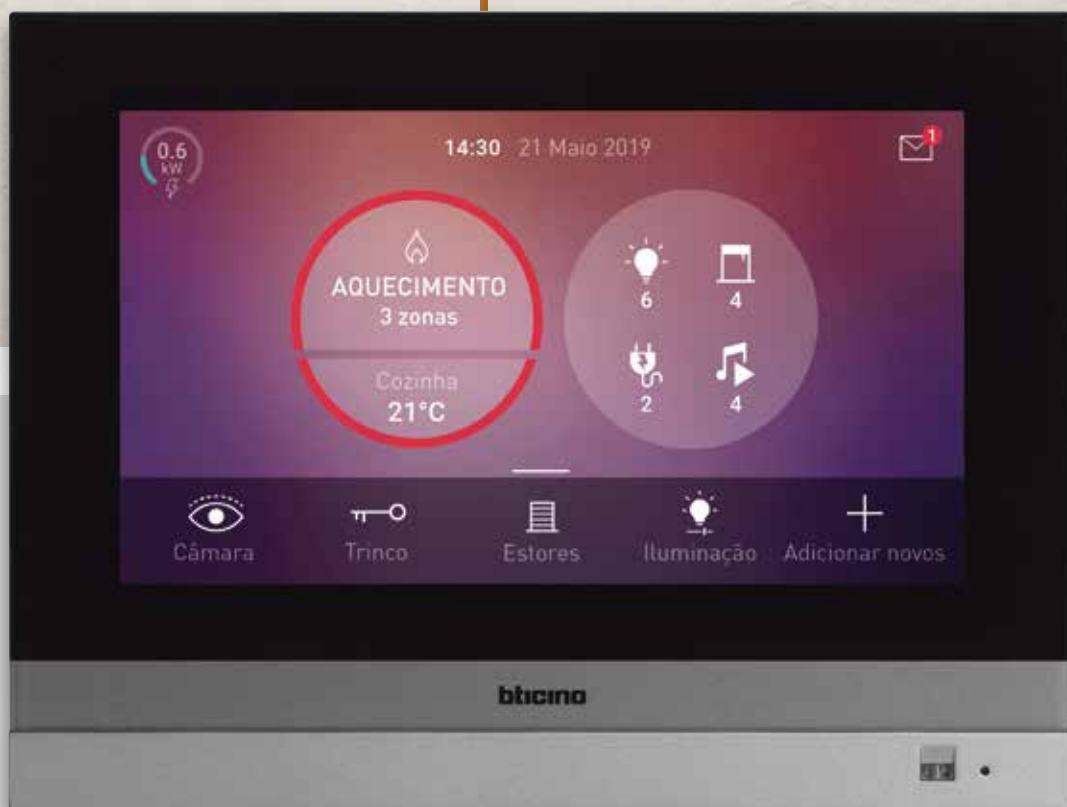 0.6
kW
14:30 21 Maio 2019
1
AQUECIMENTO
3 zonas
Cozinha
21°C
6
4
2
4
Câmara
Trinco
Estores
Iluminação
Adicionar novos
bticino